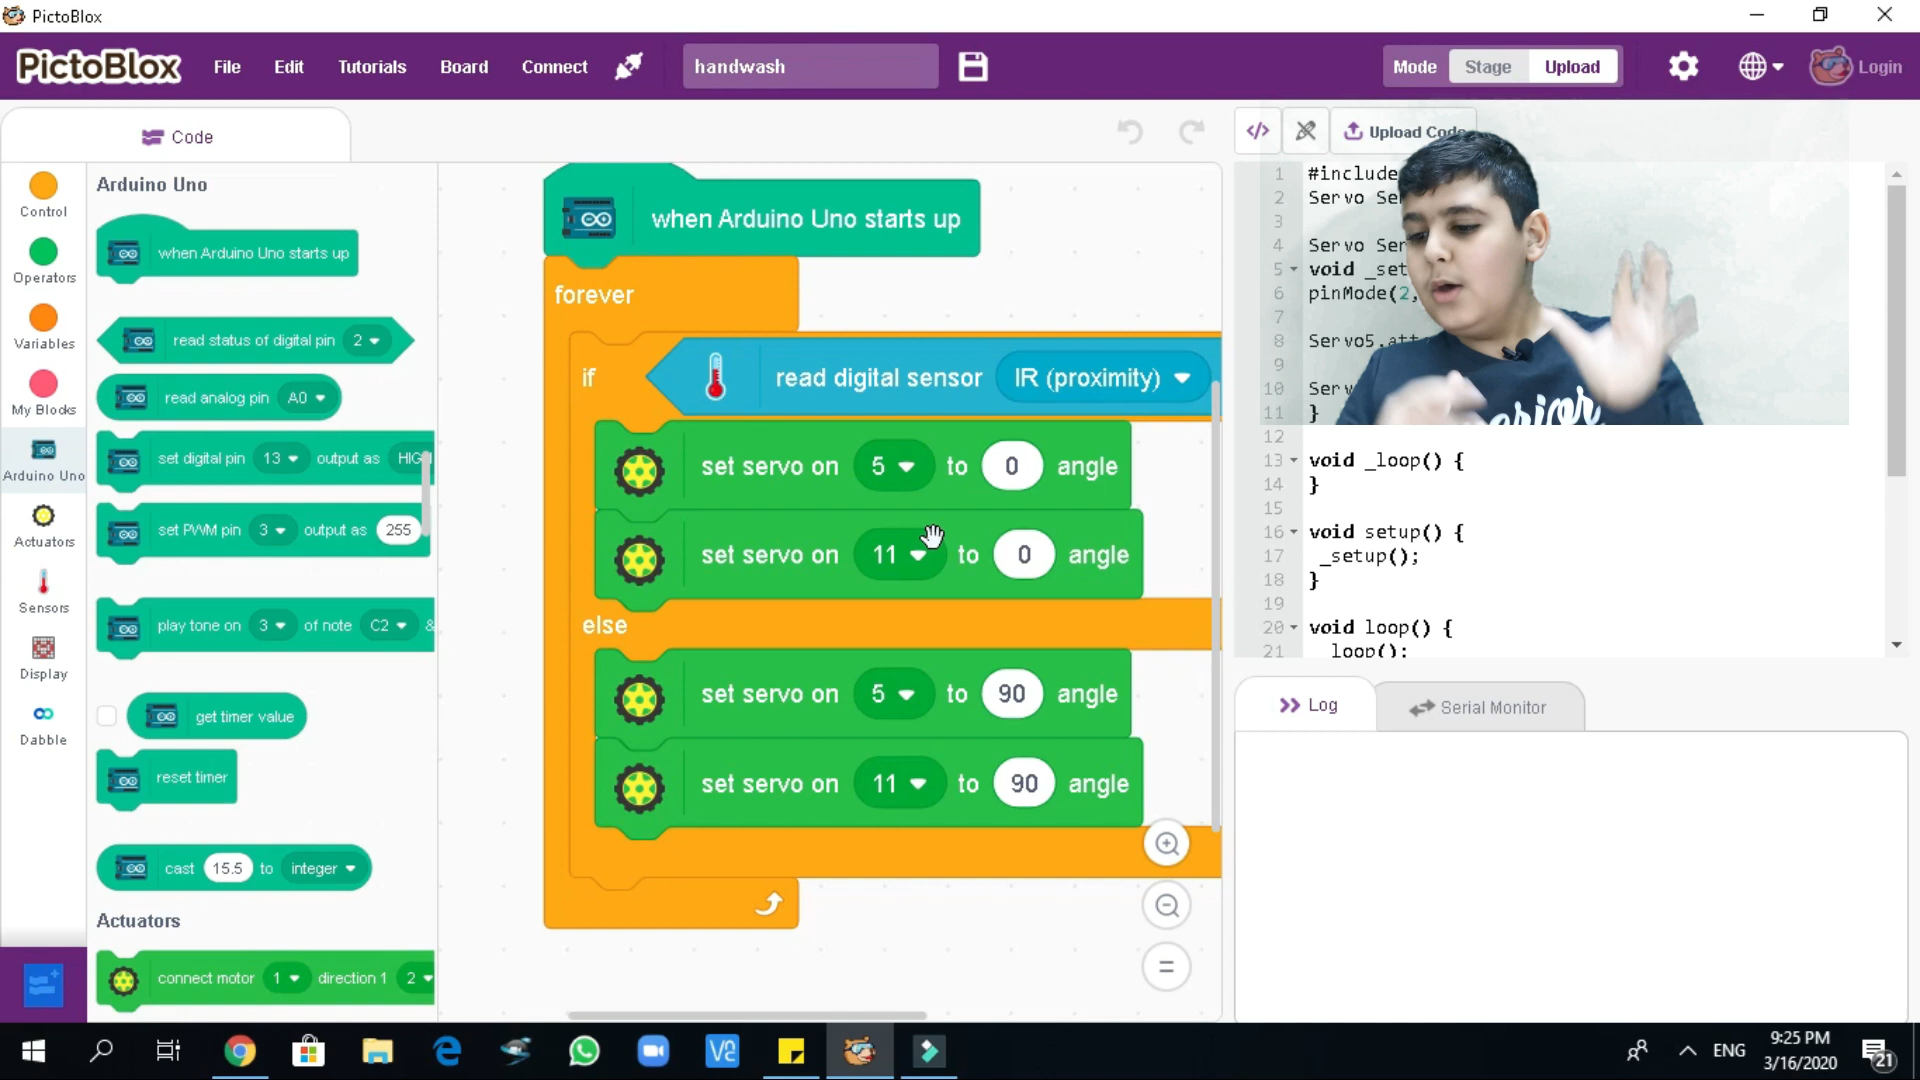 PictoBlox
PictoBlox File Edit Tutorials Board Connect handwash Mode Stage Upload Login
Code
Upload Code
Control
Operators
Variables
My Blocks
Arduino Uno
Actuators
Sensors
Display
Dabble
Arduino Uno
when Arduino Uno starts up
read status of digital pin 2
read analog pin A0
set digital pin 13 output as HIGH
set PWM pin 3 output as 255
play tone on 3 of note C2 &
get timer value
reset timer
cast 15.5 to integer
Actuators
connect motor 1 direction 1 2
when Arduino Uno starts up
forever
if read digital sensor IR (proximity)
set servo on 5 to 0 angle
set servo on 11 to 0 angle
else
set servo on 5 to 90 angle
set servo on 11 to 90 angle
1 #include
2 Servo Se
3
4 Servo Ser
5 void _set
6 pinMode(2,
7
8 Servo5.att
9
10 Serv
11 }
12
13 void _loop() {
14 }
15
16 void setup() {
17 _setup();
18 }
19
20 void loop() {
21 _loop();
Log Serial Monitor
ENG
9:25 PM
3/16/2020
21